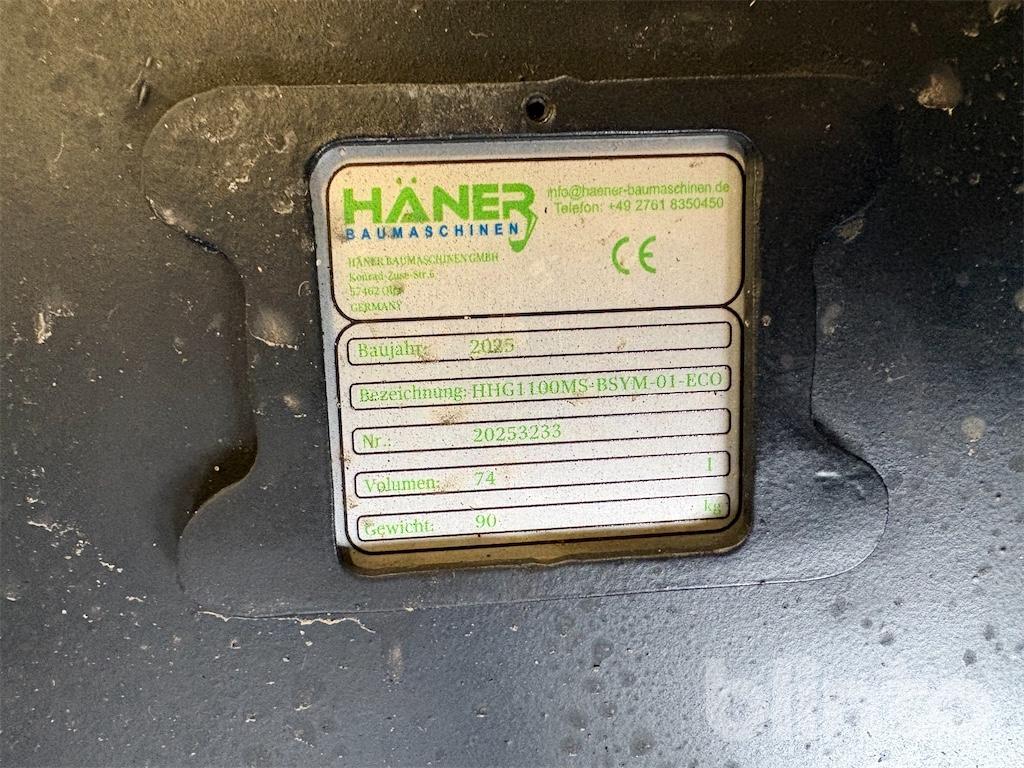 HÄNER
BAUMASCHINEN
info@haener-baumaschinen.de
Telefon: +49 2761 8350450
CE
HÄNER BAUMASCHINEN GMBH
Konrad-Zuse-Str.6
57462
GERMANY
Baujahr: 2025
Bezeichnung: HHG1100MS-BSYM-01-ECO
Nr.: 20253233
Volumen: 74 l
Gewicht: 90 kg
blinto